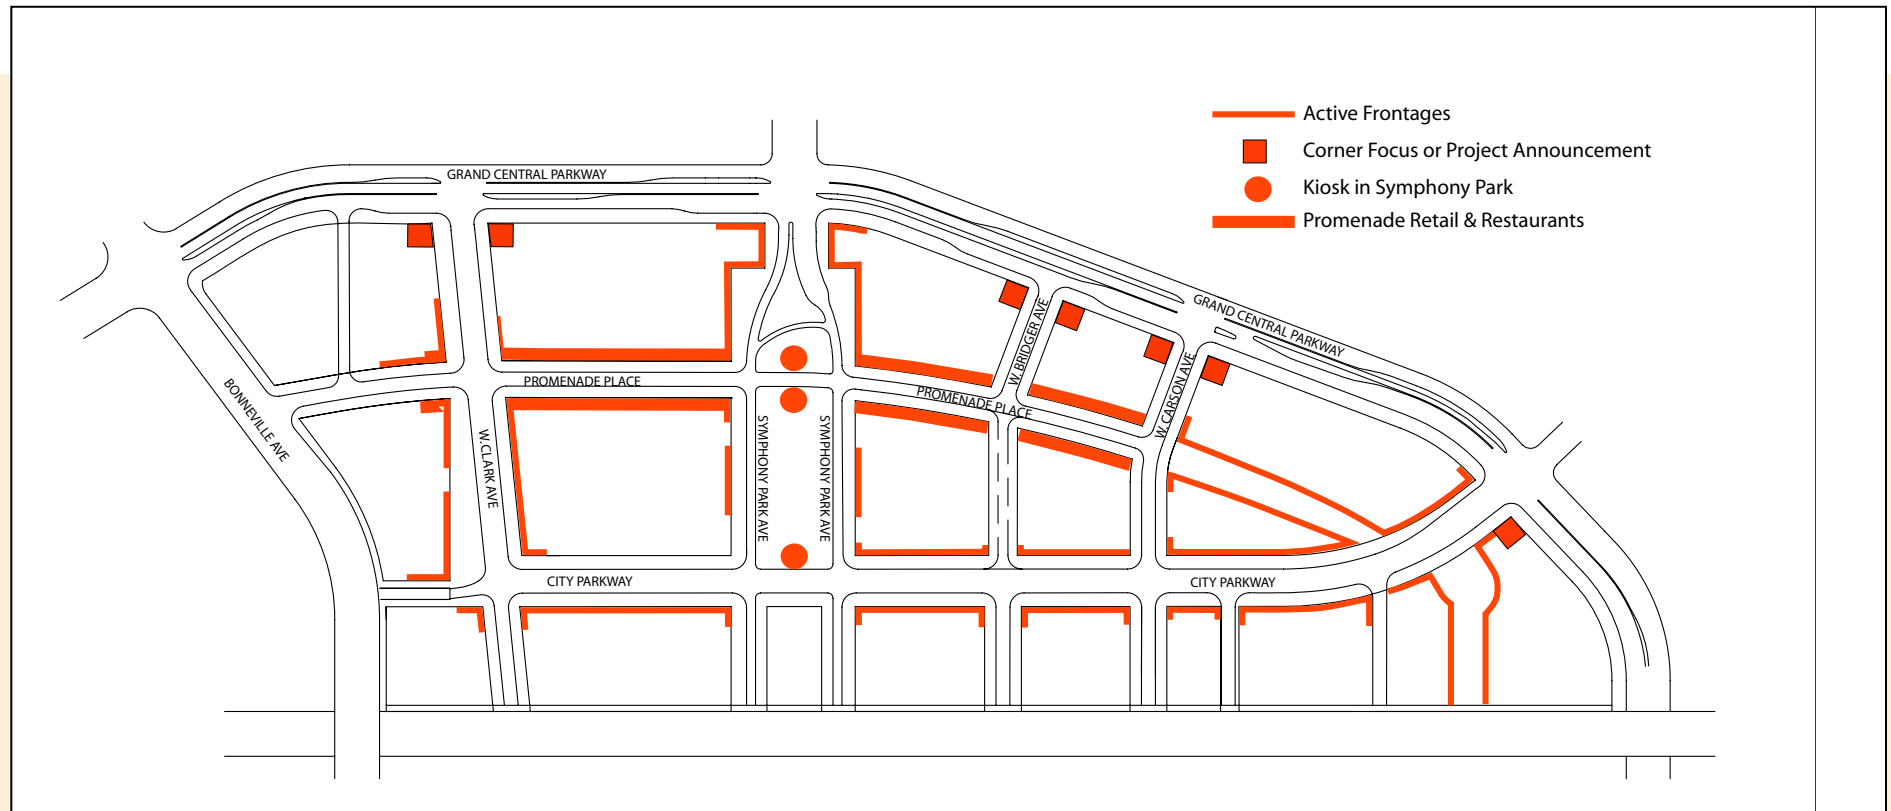 Active Frontages
Corner Focus or Project Announcement
Kiosk in Symphony Park
Promenade Retail & Restaurants
GRAND CENTRAL PARKWAY
GRAND CENTRAL PARKWAY
W. BRIDGER AVE
W. CARSON AVE
PROMENADE PLACE
PROMENADE PLACE
BONNEVILLE AVE
W.CLARK AVE
SYMPHONY PARK AVE
SYMPHONY PARK AVE
CITY PARKWAY
CITY PARKWAY